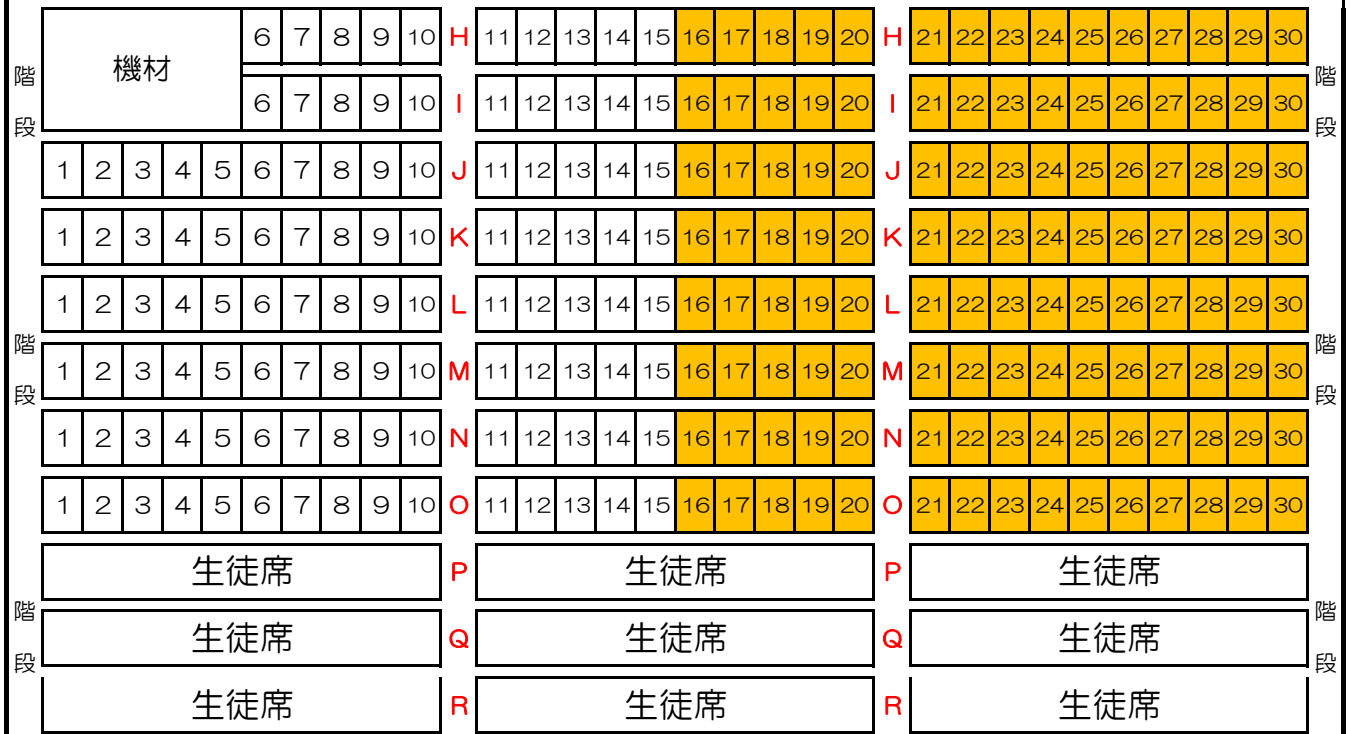 機材
6 7 8 9 10 H 11 12 13 14 15 16 17 18 19 20 H 21 22 23 24 25 26 27 28 29 30
階段 階段
6 7 8 9 10 I 11 12 13 14 15 16 17 18 19 20 I 21 22 23 24 25 26 27 28 29 30
1 2 3 4 5 6 7 8 9 10 J 11 12 13 14 15 16 17 18 19 20 J 21 22 23 24 25 26 27 28 29 30
1 2 3 4 5 6 7 8 9 10 K 11 12 13 14 15 16 17 18 19 20 K 21 22 23 24 25 26 27 28 29 30
1 2 3 4 5 6 7 8 9 10 L 11 12 13 14 15 16 17 18 19 20 L 21 22 23 24 25 26 27 28 29 30
階段 階段
1 2 3 4 5 6 7 8 9 10 M 11 12 13 14 15 16 17 18 19 20 M 21 22 23 24 25 26 27 28 29 30
1 2 3 4 5 6 7 8 9 10 N 11 12 13 14 15 16 17 18 19 20 N 21 22 23 24 25 26 27 28 29 30
1 2 3 4 5 6 7 8 9 10 O 11 12 13 14 15 16 17 18 19 20 O 21 22 23 24 25 26 27 28 29 30
生徒席 P 生徒席 P 生徒席
階段 階段
生徒席 Q 生徒席 Q 生徒席
生徒席 R 生徒席 R 生徒席